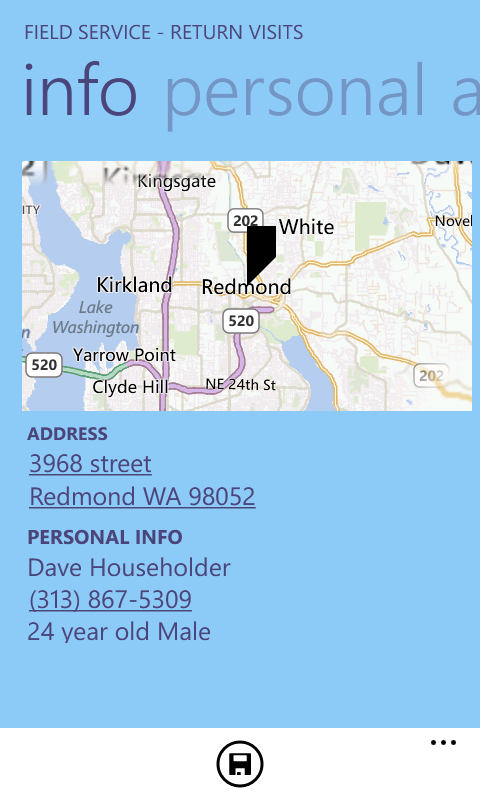 FIELD SERVICE - RETURN VISITS
info personal a
Kingsgate
202
White
Novel
Kirkland
Redmond
Lake
Washington
520
Yarrow Point
520
202
Clyde Hill
NE 24th St
ADDRESS
3968 street
Redmond WA 98052
PERSONAL INFO
Dave Householder
(313) 867-5309
24 year old Male